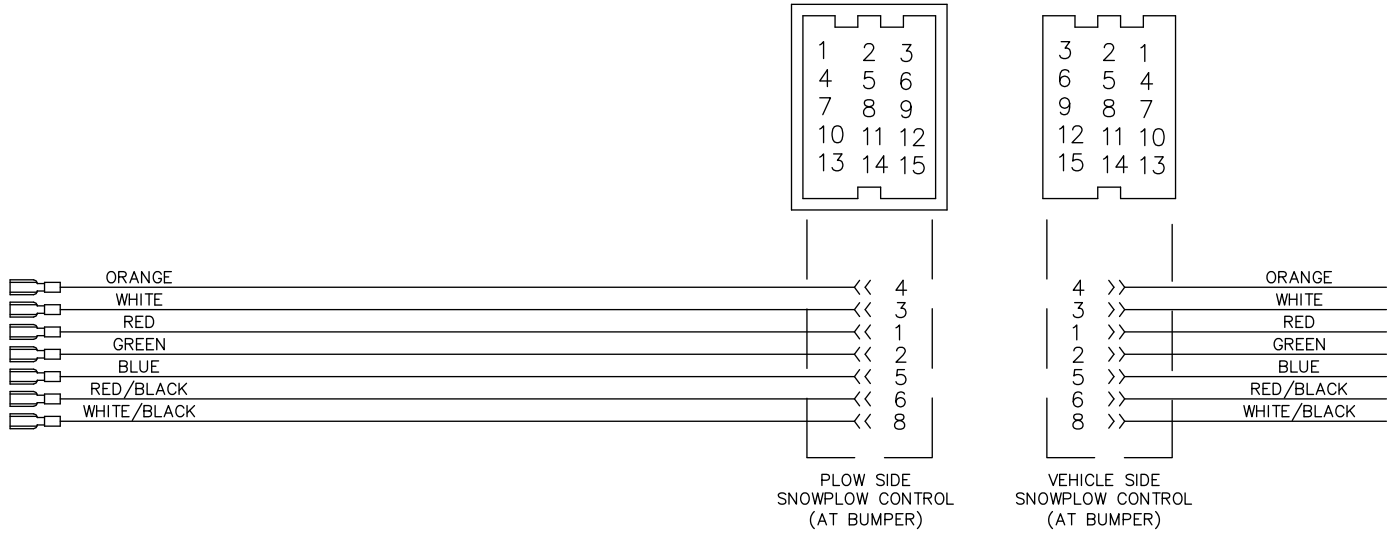 1 2 3
4 5 6
7 8 9
10 11 12
13 14 15
3 2 1
6 5 4
9 8 7
12 11 10
15 14 13
ORANGE 4
WHITE 3
RED 1
GREEN 2
BLUE 5
RED/BLACK 6
WHITE/BLACK 8
PLOW SIDE
SNOWPLOW CONTROL
(AT BUMPER)
4 ORANGE
3 WHITE
1 RED
2 GREEN
5 BLUE
6 RED/BLACK
8 WHITE/BLACK
VEHICLE SIDE
SNOWPLOW CONTROL
(AT BUMPER)